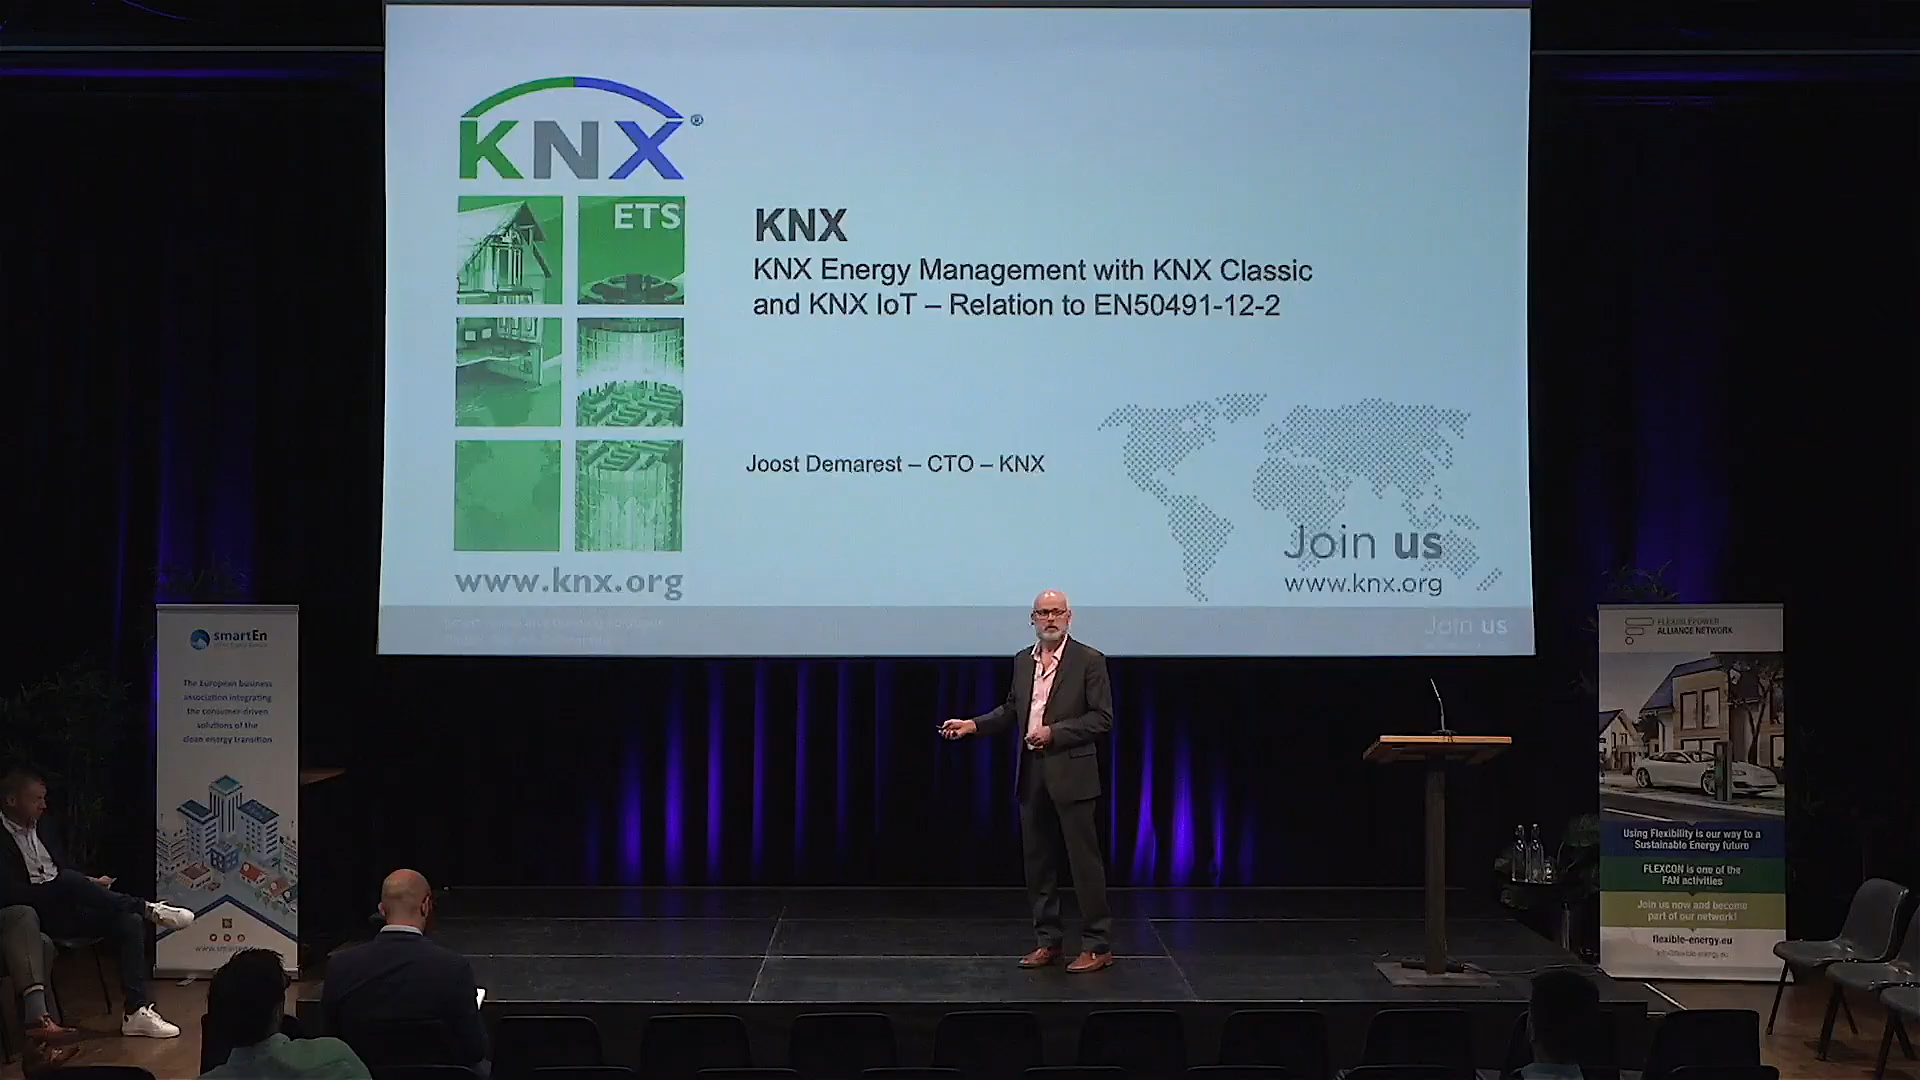 KNX®
ETS
www.knx.org
KNX
KNX Energy Management with KNX Classic
and KNX IoT – Relation to EN50491-12-2
Joost Demarest – CTO – KNX
Join us
www.knx.org
Join us
smartEn
The European business
association integrating
the consumer-driven
solutions of the
clean energy transition
FLEXIBLEPOWER
ALLIANCE NETWORK
Using Flexibility is our way to a
Sustainable Energy future
FLEXCON is one of the
FAN activities
Join us now and become
part of our network!
flexible-energy.eu